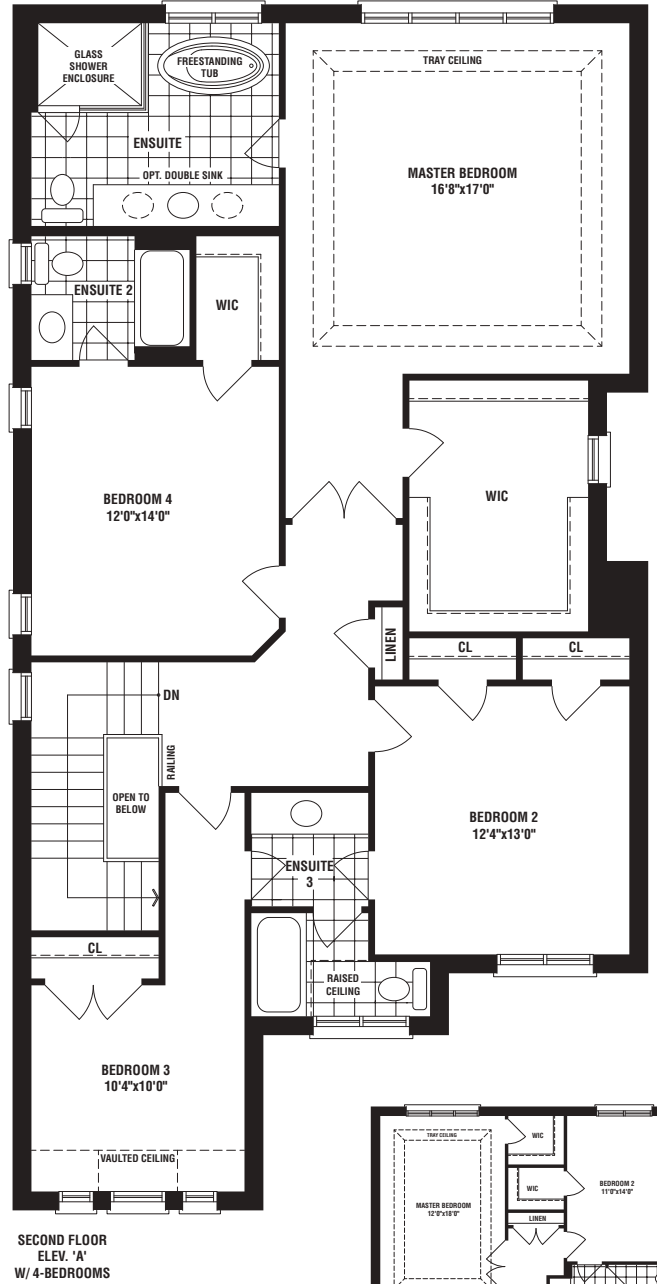 GLASS
SHOWER
ENCLOSURE
FREESTANDING
TUB
TRAY CEILING
ENSUITE
OPT. DOUBLE SINK
MASTER BEDROOM
16'8"x17'0"
ENSUITE 2
WIC
BEDROOM 4
12'0"x14'0"
WIC
LINEN
CL
CL
DN
RAILING
OPEN TO
BELOW
BEDROOM 2
12'4"x13'0"
ENSUITE
3
CL
RAISED
CEILING
BEDROOM 3
10'4"x10'0"
VAULTED CEILING
SECOND FLOOR
ELEV. 'A'
W/ 4-BEDROOMS
TRAY CEILING
WIC
WIC
BEDROOM 2
11'0"x14'0"
MASTER BEDROOM
12'0"x18'0"
LINEN